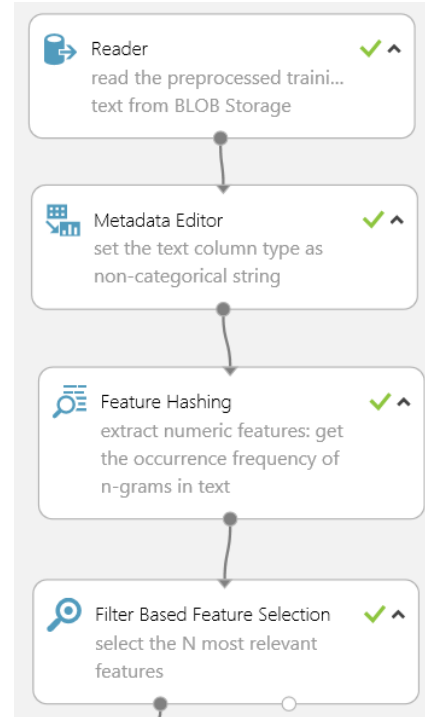 Reader
read the preprocessed traini...
text from BLOB Storage
Metadata Editor
set the text column type as
non-categorical string
Feature Hashing
extract numeric features: get
the occurrence frequency of
n-grams in text
Filter Based Feature Selection
select the N most relevant
features